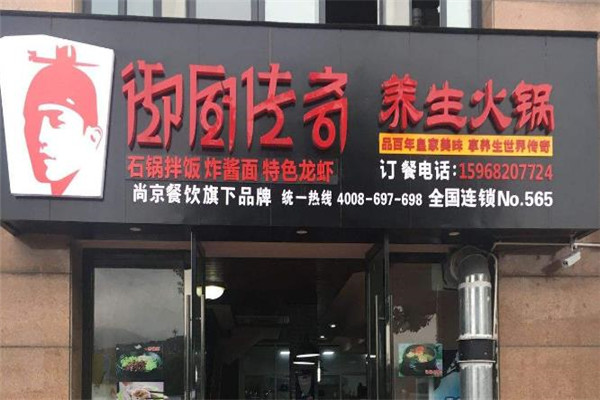 御厨传奇
养生火锅
品百年皇家美味 享养生世界传奇
石锅拌饭 炸酱面 特色龙虾
订餐电话:15968207724
尚京餐饮旗下品牌 统一热线 4008-697-698 全国连锁No.565